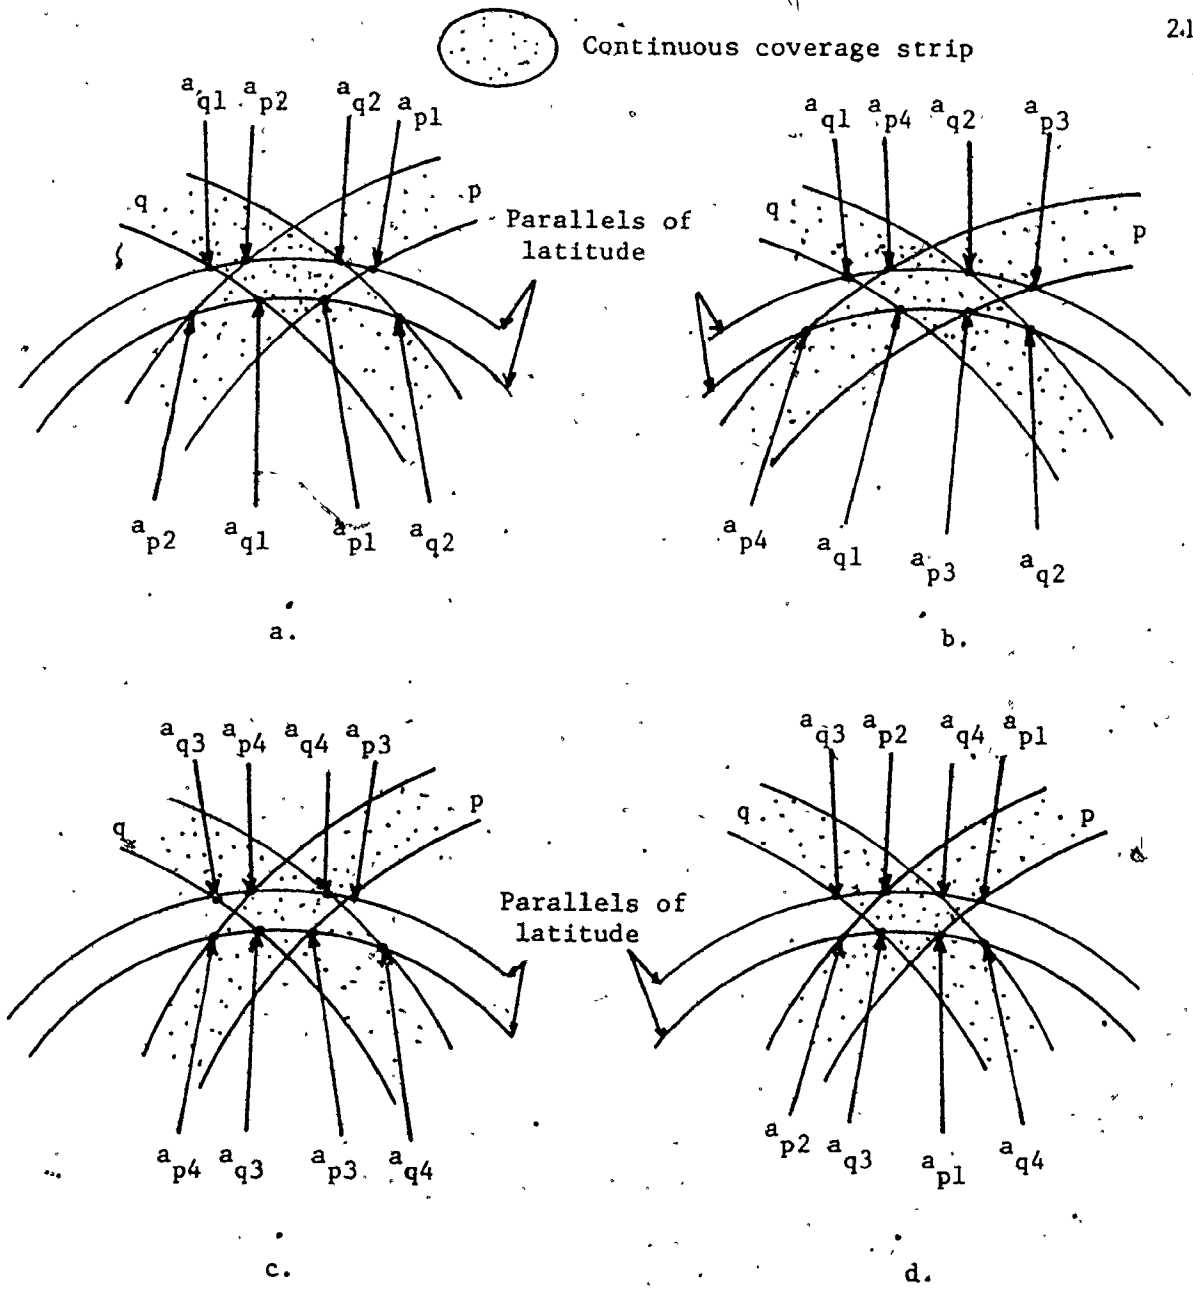 21
Continuous coverage strip
a q1 a p2 a q2 a p1
q p
a p2 a q1 a p1 a q2
a.
Parallels of
latitude
a q1 a p4 a q2 a p3
q p
a p4 a q1 a p3 a q2
b.
a q3 a p4 a q4 a p3
q p
a p4 a q3 a p3 a q4
c.
Parallels of
latitude
a q3 a p2 a q4 a p1
q p
a p2 a q3 a p1 a q4
d.